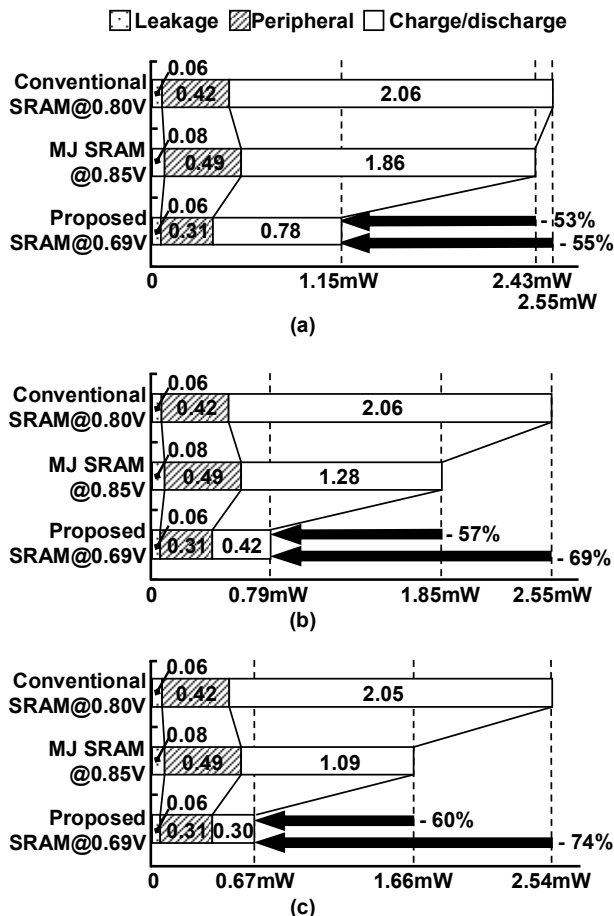 Leakage Peripheral Charge/discharge
0.06
Conventional
SRAM@0.80V
0.42 2.06
0.08
MJ SRAM
@0.85V
0.49 1.86
0.06
Proposed
SRAM@0.69V
0.31 0.78
- 53%
- 55%
0 1.15mW 2.43mW
2.55mW
(a)
0.06
Conventional
SRAM@0.80V
0.42 2.06
0.08
MJ SRAM
@0.85V
0.49 1.28
0.06
Proposed
SRAM@0.69V
0.31 0.42
- 57%
- 69%
0 0.79mW 1.85mW 2.55mW
(b)
0.06
Conventional
SRAM@0.80V
0.42 2.05
0.08
MJ SRAM
@0.85V
0.49 1.09
0.06
Proposed
SRAM@0.69V
0.31 0.30
- 60%
- 74%
0 0.67mW 1.66mW 2.54mW
(c)